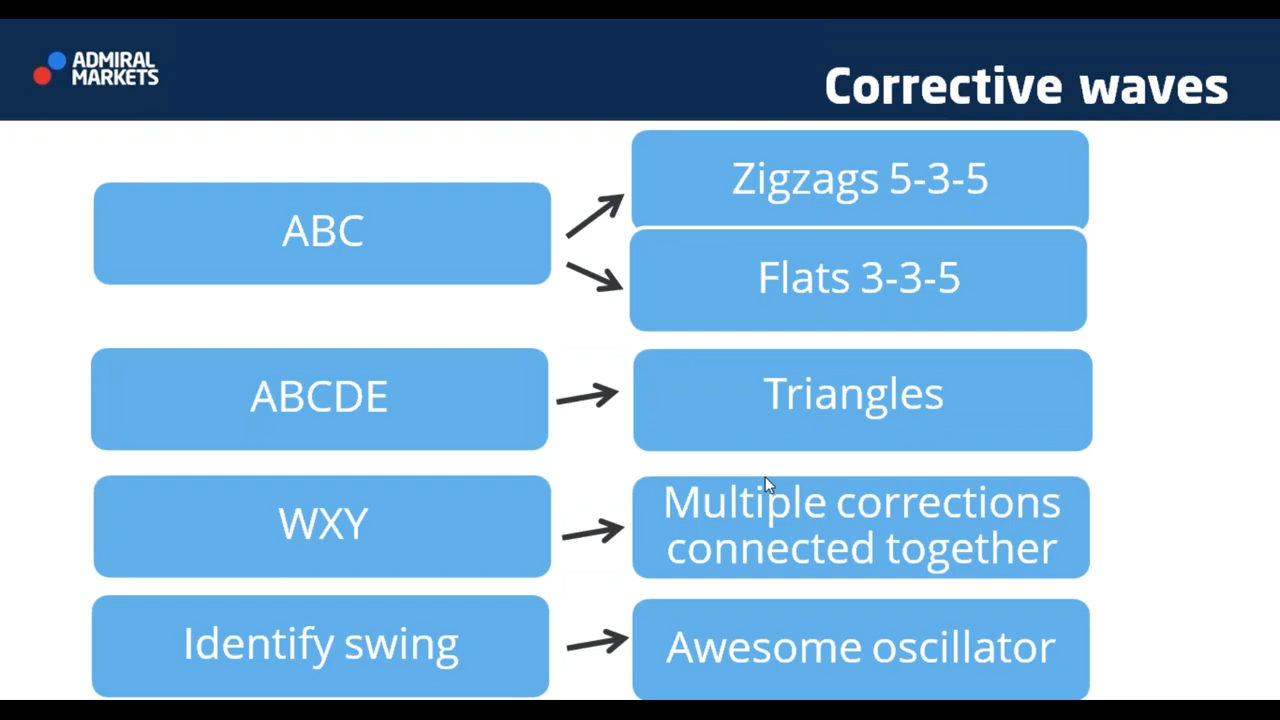 ADMIRAL
MARKETS
Corrective waves
ABC
Zigzags 5-3-5
Flats 3-3-5
ABCDE
Triangles
WXY
Multiple corrections
connected together
Identify swing
Awesome oscillator